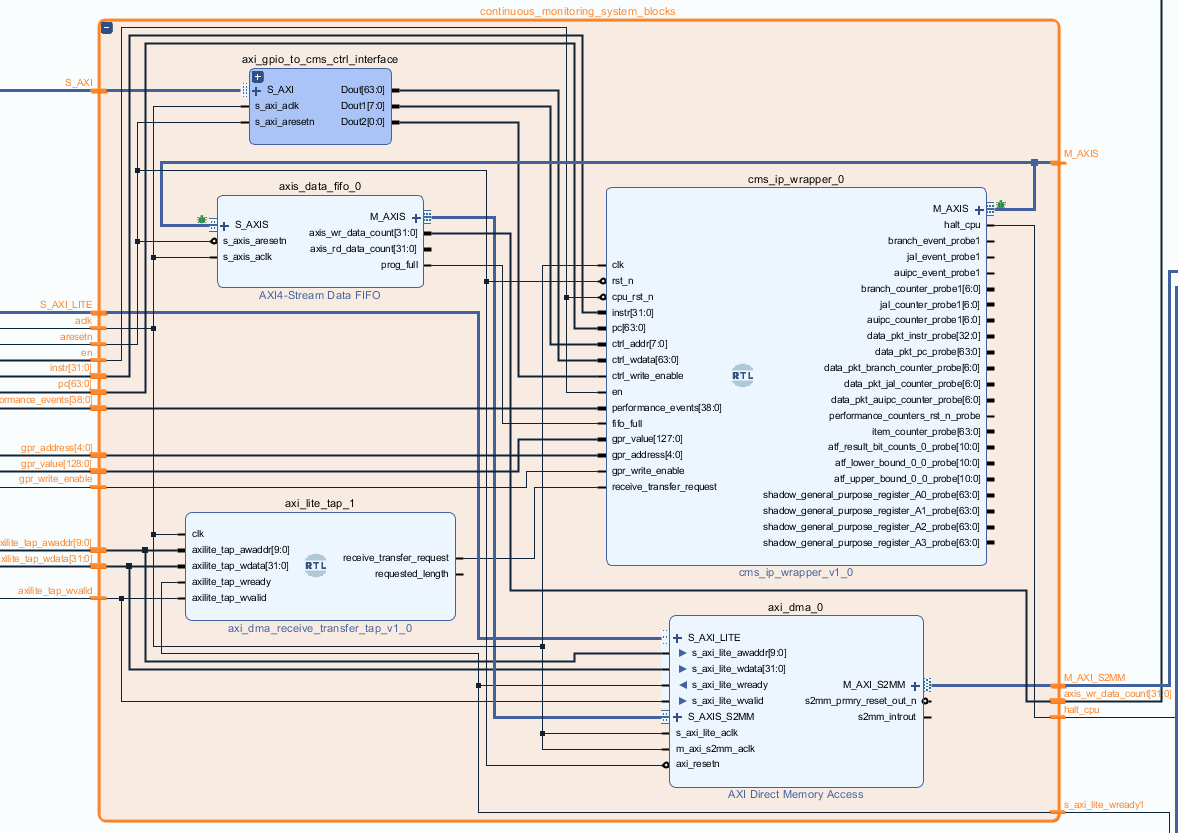 continuous_monitoring_system_blocks
axi_gpio_to_cms_ctrl_interface
S_AXI
S_AXI
Dout[63:0]
s_axi_aclk
Dout1[7:0]
s_axi_aresetn
Dout2[0:0]
M_AXIS
axis_data_fifo_0
S_AXIS
M_AXIS
s_axis_aresetn
axis_wr_data_count[31:0]
s_axis_aclk
axis_rd_data_count[31:0]
prog_full
AXI4-Stream Data FIFO
cms_ip_wrapper_0
M_AXIS
halt_cpu
branch_event_probe1
jal_event_probe1
auipc_event_probe1
branch_counter_probe1[6:0]
jal_counter_probe1[6:0]
auipc_counter_probe1[6:0]
data_pkt_instr_probe[32:0]
data_pkt_pc_probe[63:0]
data_pkt_branch_counter_probe[6:0]
data_pkt_jal_counter_probe[6:0]
data_pkt_auipc_counter_probe[6:0]
performance_counters_rst_n_probe
item_counter_probe[63:0]
atf_result_bit_counts_0_probe[10:0]
atf_lower_bound_0_0_probe[10:0]
atf_upper_bound_0_0_probe[10:0]
shadow_general_purpose_register_A0_probe[63:0]
shadow_general_purpose_register_A1_probe[63:0]
shadow_general_purpose_register_A2_probe[63:0]
shadow_general_purpose_register_A3_probe[63:0]
clk
rst_n
cpu_rst_n
instr[31:0]
pc[63:0]
ctrl_addr[7:0]
ctrl_wdata[63:0]
ctrl_write_enable
en
performance_events[38:0]
fifo_full
gpr_value[127:0]
gpr_address[4:0]
gpr_write_enable
receive_transfer_request
RTL
cms_ip_wrapper_v1_0
S_AXI_LITE
aclk
aresetn
en
instr[31:0]
pc[63:0]
ormance_events[38:0]
gpr_address[4:0]
gpr_value[128:0]
gpr_write_enable
xilite_tap_awaddr[9:0]
xilite_tap_wdata[31:0]
axilite_tap_wvalid
axi_lite_tap_1
clk
axilite_tap_awaddr[9:0]
axilite_tap_wdata[31:0]
axilite_tap_wready
axilite_tap_wvalid
RTL
receive_transfer_request
requested_length
axi_dma_receive_transfer_tap_v1_0
axi_dma_0
S_AXI_LITE
s_axi_lite_awaddr[9:0]
s_axi_lite_wdata[31:0]
s_axi_lite_wready
s_axi_lite_wvalid
S_AXIS_S2MM
s_axi_lite_aclk
m_axi_s2mm_aclk
axi_resetn
M_AXI_S2MM
s2mm_prmry_reset_out_n
s2mm_introut
AXI Direct Memory Access
M_AXI_S2MM
axis_wr_data_count[31:0]
halt_cpu
s_axi_lite_wready1